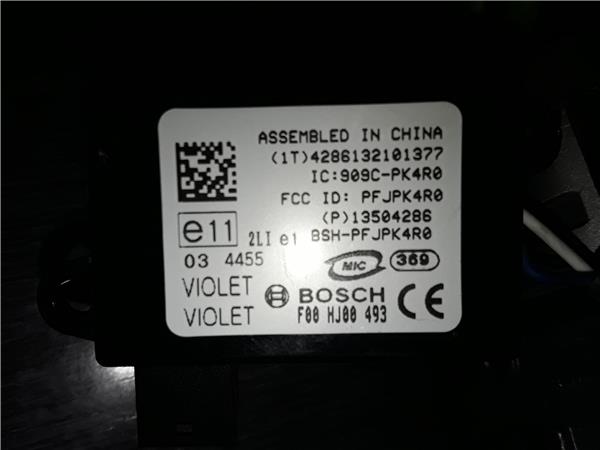 ASSEMBLED IN CHINA
(1T)4286132101377
IC:909C-PK4R0
FCC ID: PFJPK4R0
(P)13504286
e11 2LI e1 BSH-PFJPK4R0
03 4455 MIC 369
VIOLET BOSCH CE
VIOLET F00 HJ00 493